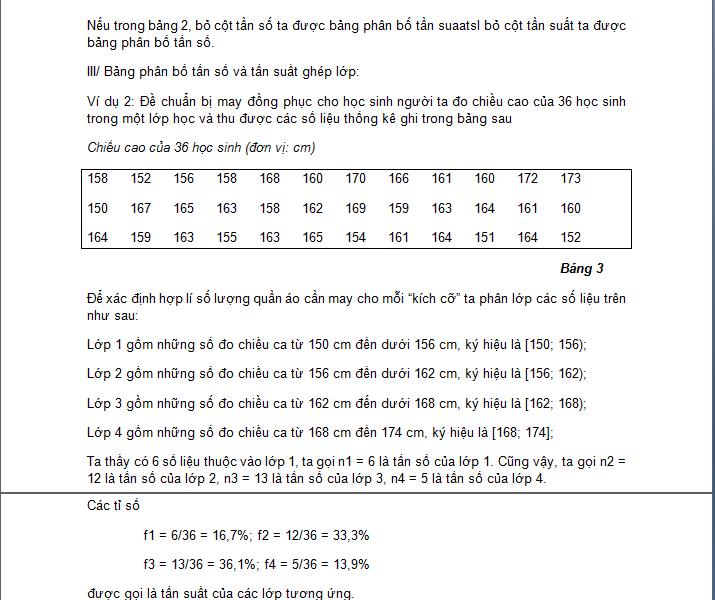 Nếu trong bảng 2, bỏ cột tần số ta được bảng phân bố tần suaatsl bỏ cột tần suất ta được
bảng phân bổ tần số.
III/ Bảng phân bố tần số và tần suất ghép lớp:
Ví dụ 2: Để chuẩn bị may đồng phục cho học sinh người ta đo chiều cao của 36 học sinh
trong một lớp học và thu được các số liệu thống kê ghi trong bảng sau
Chiều cao của 36 học sinh (đơn vị: cm)
158 152 156 158 168 160 170 166 161 160 172 173
150 167 165 163 158 162 169 159 163 164 161 160
164 159 163 155 163 165 154 161 164 151 164 152
Bảng 3
Để xác định hợp lí số lượng quần áo cần may cho mỗi “kích cỡ” ta phân lớp các số liệu trên
như sau:
Lớp 1 gồm những số đo chiều ca từ 150 cm đến dưới 156 cm, ký hiệu là [150; 156);
Lớp 2 gồm những số đo chiều ca từ 156 cm đến dưới 162 cm, ký hiệu là [156; 162);
Lớp 3 gồm những số đo chiều ca từ 162 cm đến dưới 168 cm, ký hiệu là [162; 168);
Lớp 4 gồm những số đo chiều ca từ 168 cm đến 174 cm, ký hiệu là [168; 174];
Ta thấy có 6 số liệu thuộc vào lớp 1, ta gọi n1 = 6 là tần số của lớp 1. Cũng vậy, ta gọi n2 =
12 là tần số của lớp 2, n3 = 13 là tần số của lớp 3, n4 = 5 là tần số của lớp 4.
Các tỉ số
f1 = 6/36 = 16,7%; f2 = 12/36 = 33,3%
f3 = 13/36 = 36,1%; f4 = 5/36 = 13,9%
được gọi là tần suất của các lớp tương ứng.